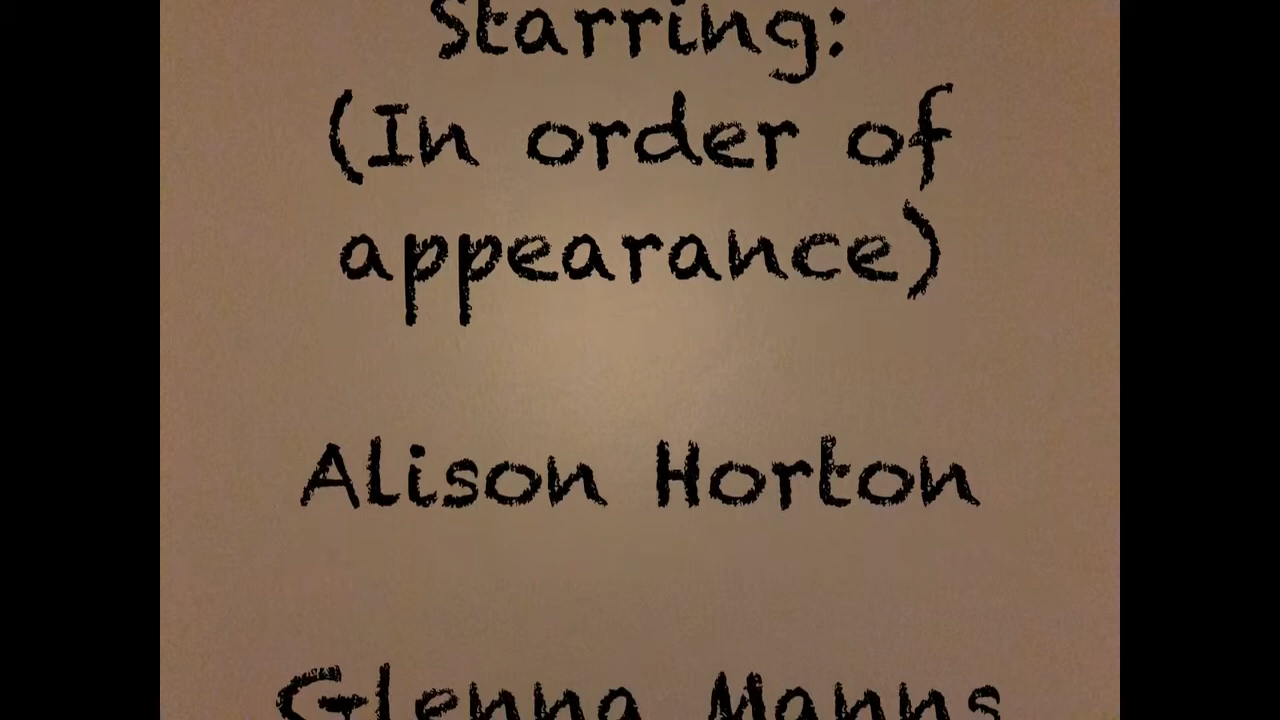 Starring:
(In order of
appearance)
Alison Horton
Glenna Manns